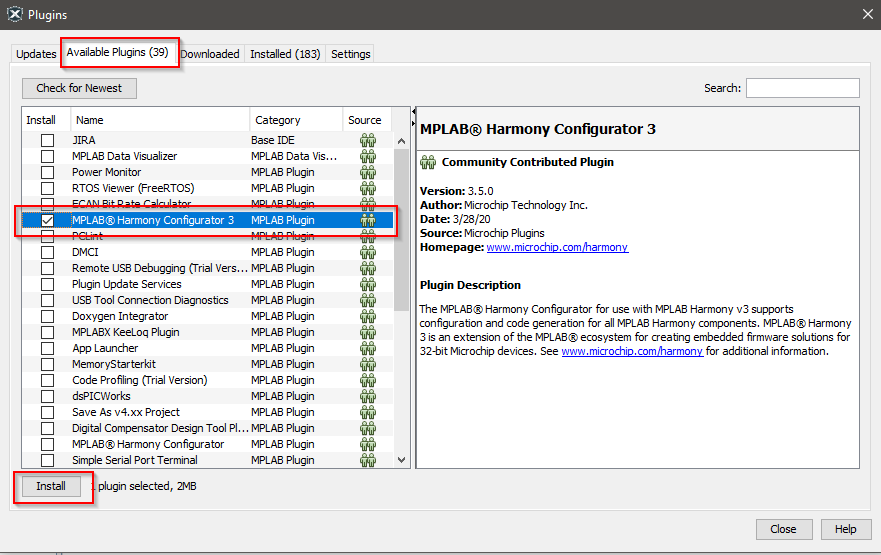 Plugins
Updates Available Plugins (39) Downloaded Installed (183) Settings
Check for Newest Search:
Install Name Category Source
JIRA Base IDE
MPLAB Data Visualizer MPLAB Data Vis...
Power Monitor MPLAB Plugin
RTOS Viewer (FreeRTOS) MPLAB Plugin
ECAN Bit Rate Calculator MPLAB Plugin
MPLAB® Harmony Configurator 3 MPLAB Plugin
PCLint MPLAB Plugin
DMCI MPLAB Plugin
Remote USB Debugging (Trial Vers... MPLAB Plugin
Plugin Update Services MPLAB Plugin
USB Tool Connection Diagnostics MPLAB Plugin
Doxygen Integrator MPLAB Plugin
MPLABX KeeLoq Plugin MPLAB Plugin
App Launcher MPLAB Plugin
MemoryStarterkit MPLAB Plugin
Code Profiling (Trial Version) MPLAB Plugin
dsPICWorks MPLAB Plugin
Save As v4.xx Project MPLAB Plugin
Digital Compensator Design Tool Pl... MPLAB Plugin
MPLAB® Harmony Configurator MPLAB Plugin
Simple Serial Port Terminal MPLAB Plugin
MPLAB® Harmony Configurator 3
Community Contributed Plugin
Version: 3.5.0
Author: Microchip Technology Inc.
Date: 3/28/20
Source: Microchip Plugins
Homepage: www.microchip.com/harmony
Plugin Description
The MPLAB® Harmony Configurator for use with MPLAB Harmony v3 supports
configuration and code generation for all MPLAB Harmony components. MPLAB® Harmony
3 is an extension of the MPLAB® ecosystem for creating embedded firmware solutions for
32-bit Microchip devices. See www.microchip.com/harmony for additional information.
Install plugin selected, 2MB
Close Help